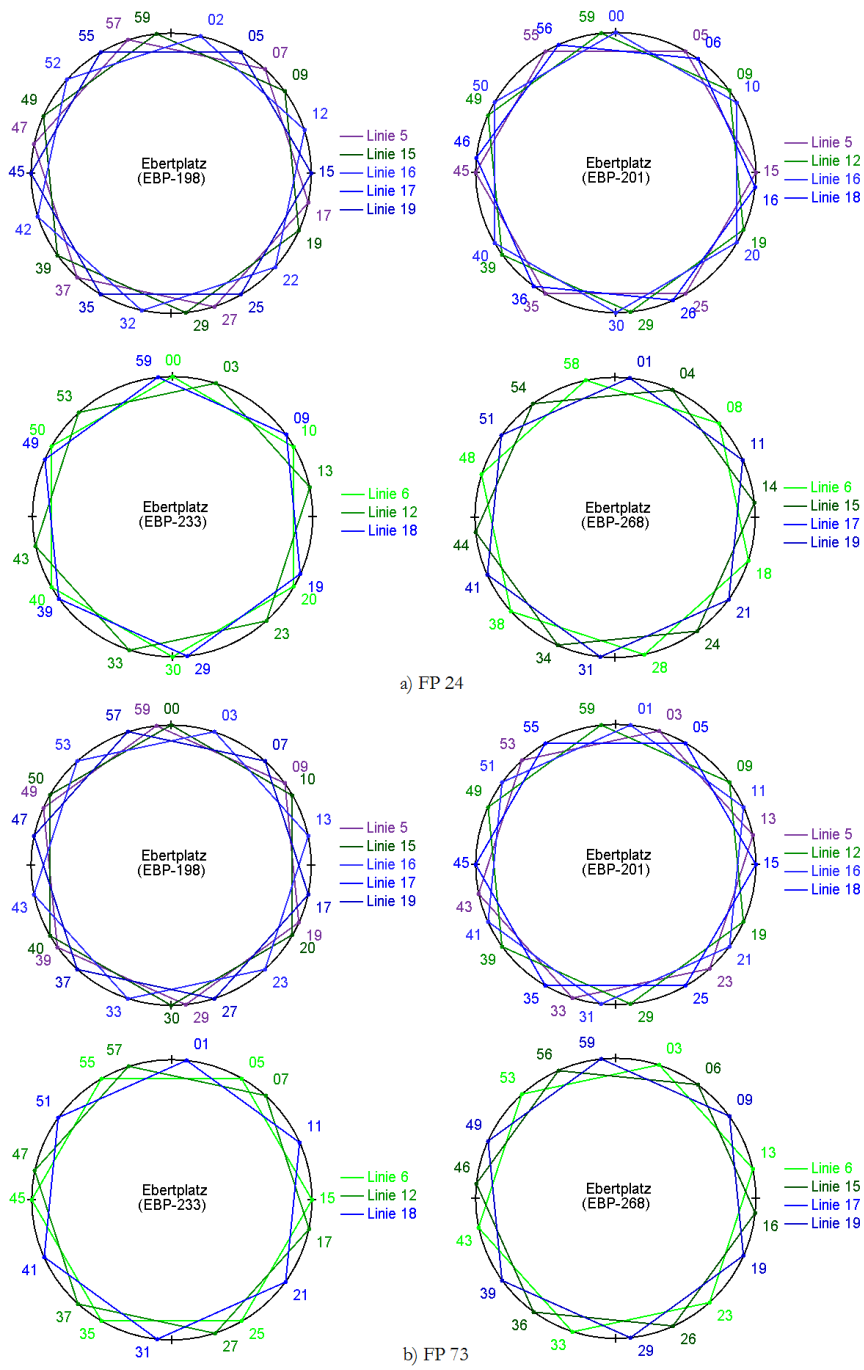 59 02
57
55 05
52 07
09
49
12
Linie 5
47
Linie 15
Ebertplatz
(EBP-198)
Linie 16
45 15
Linie 17
17
Linie 19
42
19
39 22
37
35 25
32 27
29
00
59
55 56 05
06
50 09
49 10
Linie 5
46
Linie 12
Ebertplatz
(EBP-201)
Linie 16
45 15
Linie 18
16
19
40
39 20
36
35 26 25
30 29
00
59 03
53
50 09
49 10
13
Linie 6
Ebertplatz
(EBP-233)
Linie 12
Linie 18
43
19
40 20
39
23
33
30 29
58 01
04
54
08
51
11
48
14
Linie 6
Ebertplatz
(EBP-268)
Linie 15
Linie 17
44
Linie 19
18
41
21
38
24
34
31 28
a) FP 24
59 00
57 03
53 07
09
50 10
49
47 13
Linie 5
Linie 15
Ebertplatz
(EBP-198)
Linie 16
Linie 17
43 17
Linie 19
19
40 20
39
37 23
33 27
30 29
59 01 03
55 05
53
51 09
11
49
13
Linie 5
Linie 12
Ebertplatz
(EBP-201)
Linie 16
45 15
Linie 18
43
19
41
39 21
23
35 25
33
31 29
01
57
55 05
07
51
11
47
Linie 6
Ebertplatz
(EBP-233)
Linie 12
45 15
Linie 18
17
41
21
37
35 25
31 27
59 03
56 06
53
09
49
13
46
Linie 6
Ebertplatz
(EBP-268)
Linie 15
Linie 17
16
Linie 19
43
19
39
23
36
33 26
29
b) FP 73